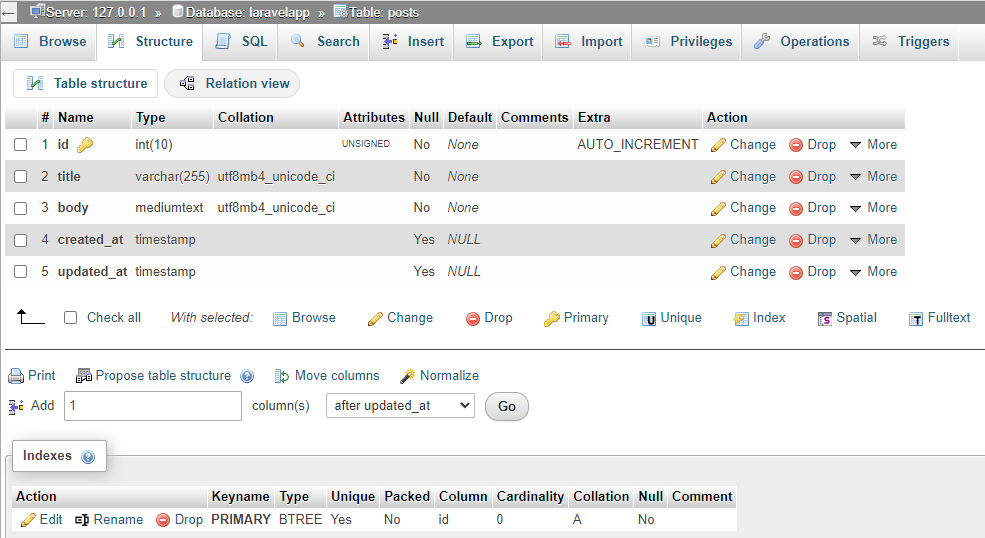 Server: 127.0.0.1 » Database: laravelapp » Table: posts
Browse Structure SQL Search Insert Export Import Privileges Operations Triggers
Table structure Relation view
# Name Type Collation Attributes Null Default Comments Extra Action
1 id int(10) UNSIGNED No None AUTO_INCREMENT Change Drop More
2 title varchar(255) utf8mb4_unicode_ci No None Change Drop More
3 body mediumtext utf8mb4_unicode_ci No None Change Drop More
4 created_at timestamp Yes NULL Change Drop More
5 updated_at timestamp Yes NULL Change Drop More
Check all With selected: Browse Change Drop Primary Unique Index Spatial Fulltext
Print Propose table structure Move columns Normalize
Add 1 column(s) after updated_at Go
Indexes
Action Keyname Type Unique Packed Column Cardinality Collation Null Comment
Edit Rename Drop PRIMARY BTREE Yes No id 0 A No